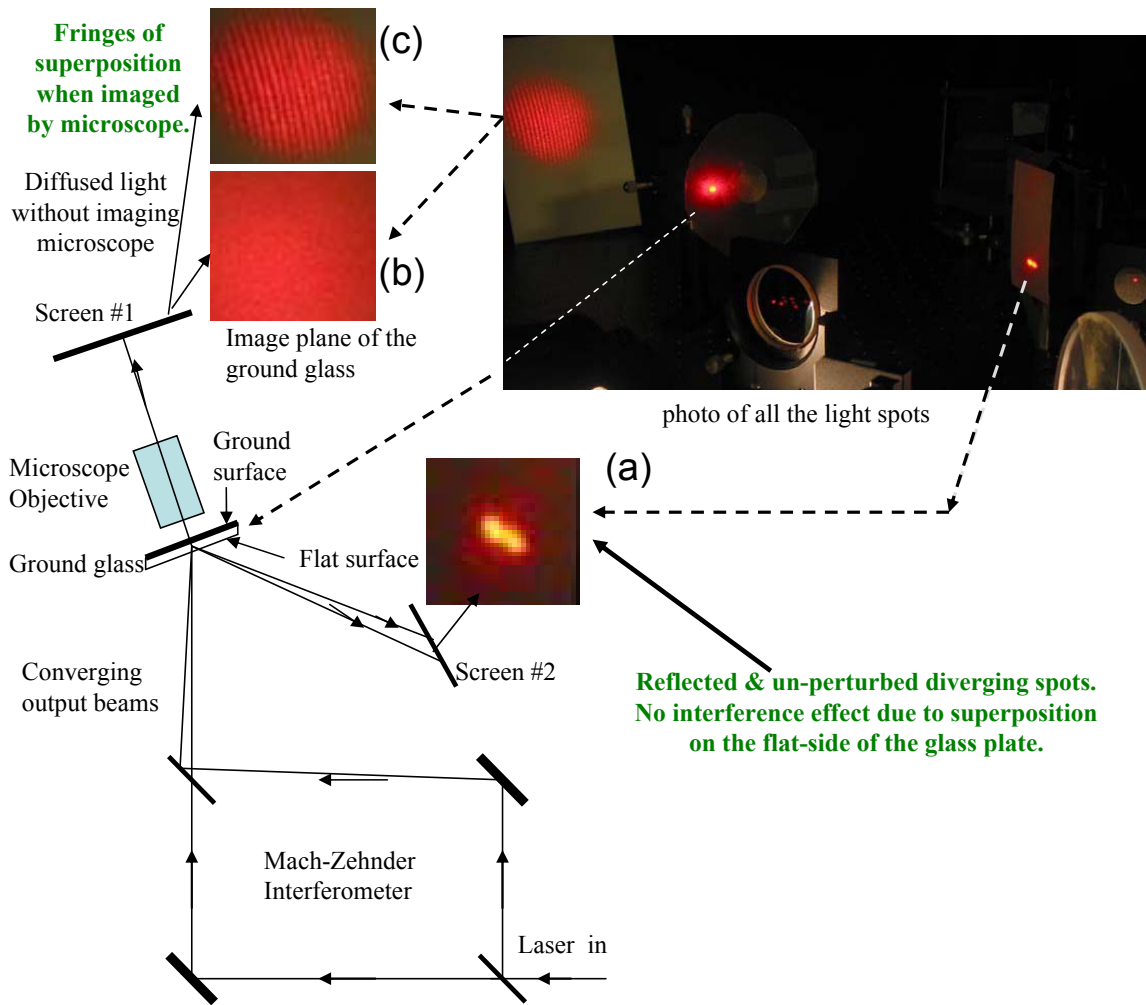 Fringes of
superposition
when imaged
by microscope.
(c)
Diffused light
without imaging
microscope
(b)
Screen #1
Image plane of the
ground glass
photo of all the light spots
Ground
surface
Microscope
Objective
(a)
Ground glass
Flat surface
Screen #2
Converging
output beams
Reflected & un-perturbed diverging spots.
No interference effect due to superposition
on the flat-side of the glass plate.
Mach-Zehnder
Interferometer
Laser in